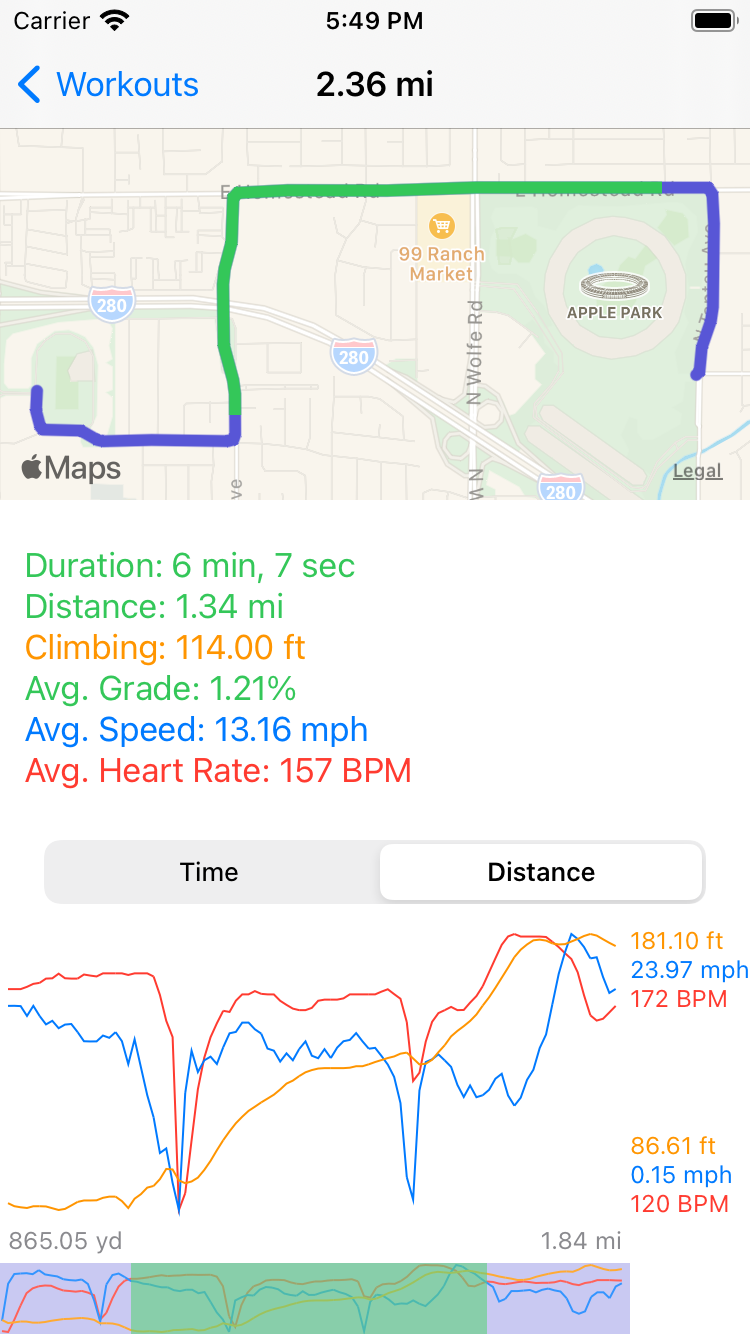 Carrier 5:49 PM
Workouts 2.36 mi
E Homestead Rd E Homestead Rd
99 Ranch
Market
N Tantau Ave
280
APPLE PARK
N Wolfe Rd
280
Maps
Legal
ve
N
280
Duration: 6 min, 7 sec
Distance: 1.34 mi
Climbing: 114.00 ft
Avg. Grade: 1.21%
Avg. Speed: 13.16 mph
Avg. Heart Rate: 157 BPM
Time Distance
181.10 ft
23.97 mph
172 BPM
86.61 ft
0.15 mph
120 BPM
865.05 yd 1.84 mi